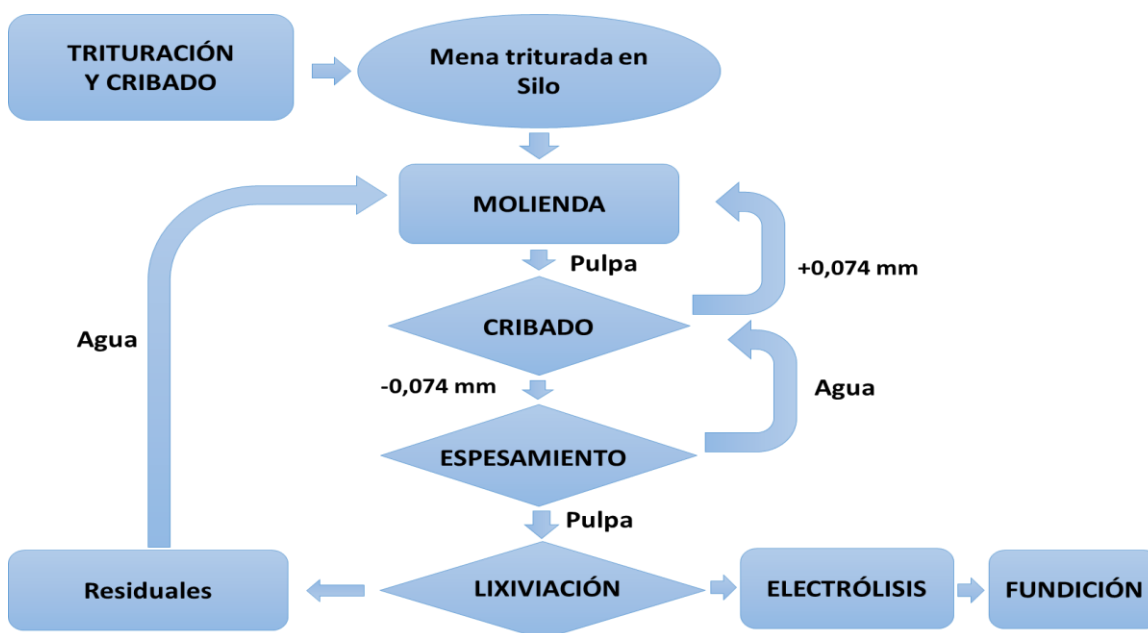 TRITURACIÓN
Y CRIBADO
Mena triturada en
Silo
MOLIENDA
Pulpa
+0,074 mm
CRIBADO
Agua
-0,074 mm
Agua
ESPESAMIENTO
Pulpa
Residuales
LIXIVIACIÓN
ELECTRÓLISIS
FUNDICIÓN